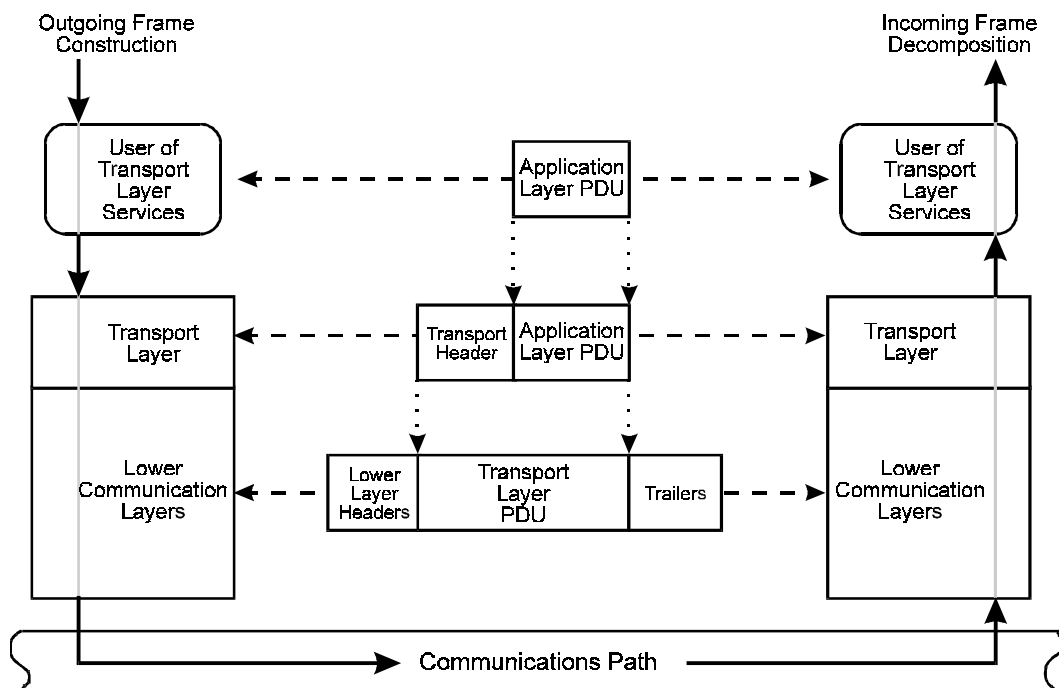 Outgoing Frame
Construction
Incoming Frame
Decomposition
User of
Transport
Layer
Services
Application
Layer PDU
User of
Transport
Layer
Services
Transport
Layer
Transport
Header
Application
Layer PDU
Transport
Layer
Lower
Communication
Layers
Lower
Layer
Headers
Transport
Layer
PDU
Trailers
Lower
Communication
Layers
Communications Path